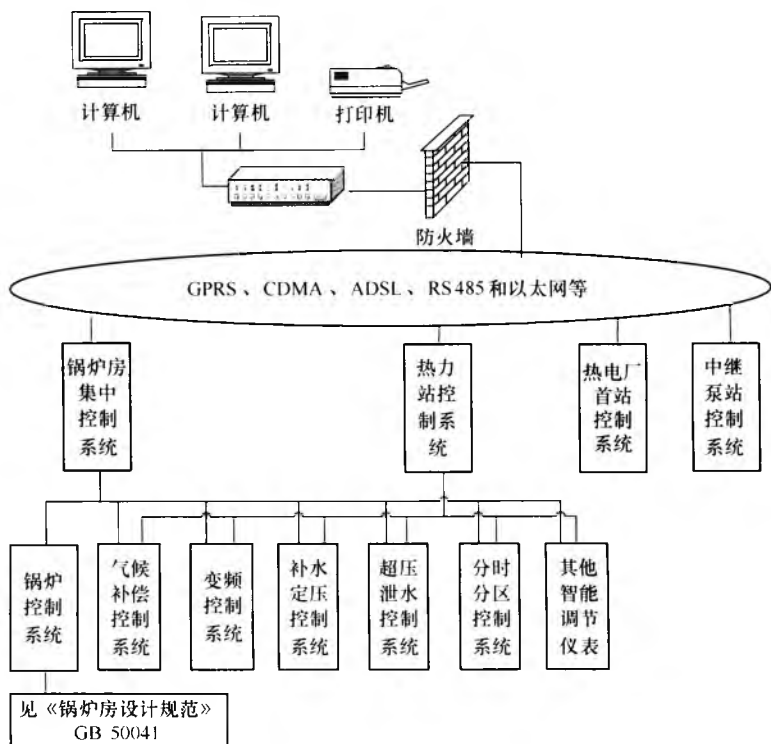 计算机
计算机
打印机
防火墙
GPRS、CDMA、ADSL、RS485和以太网等
锅炉房
集中
控制
系统
热力
站控
制系
统
热电厂
首站
控制
系统
中继
泵站
控制
系统
锅炉
控制
系统
气候
补偿
控制
系统
变频
控制
系统
补水
定压
控制
系统
超压
泄水
控制
系统
分时
分区
控制
系统
其他
智能
调节
仪表
见《锅炉房设计规范》
GB 50041